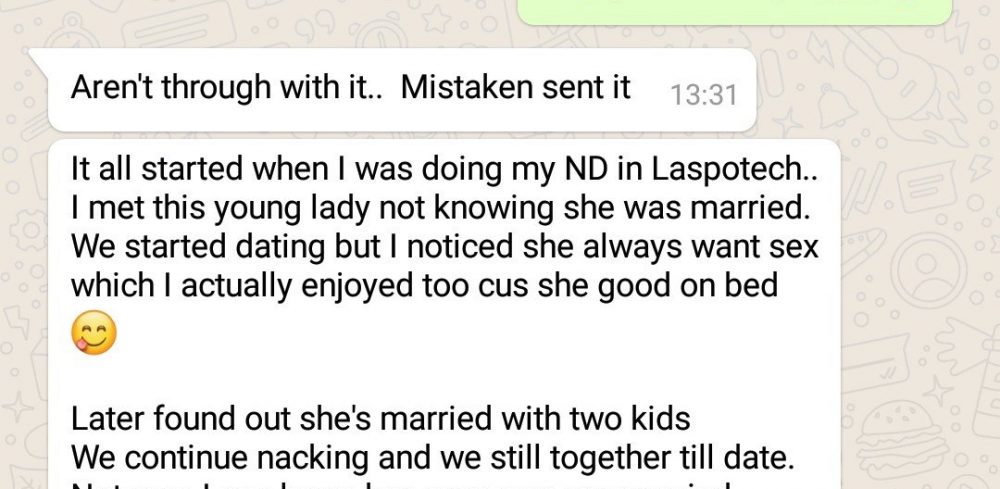 Aren't through with it..  Mistaken sent it
13:31
It all started when I was doing my ND in Laspotech..
I met this young lady not knowing she was married.
We started dating but I noticed she always want sex
which I actually enjoyed too cus she good on bed
😋
Later found out she's married with two kids
We continue nacking and we still together till date.